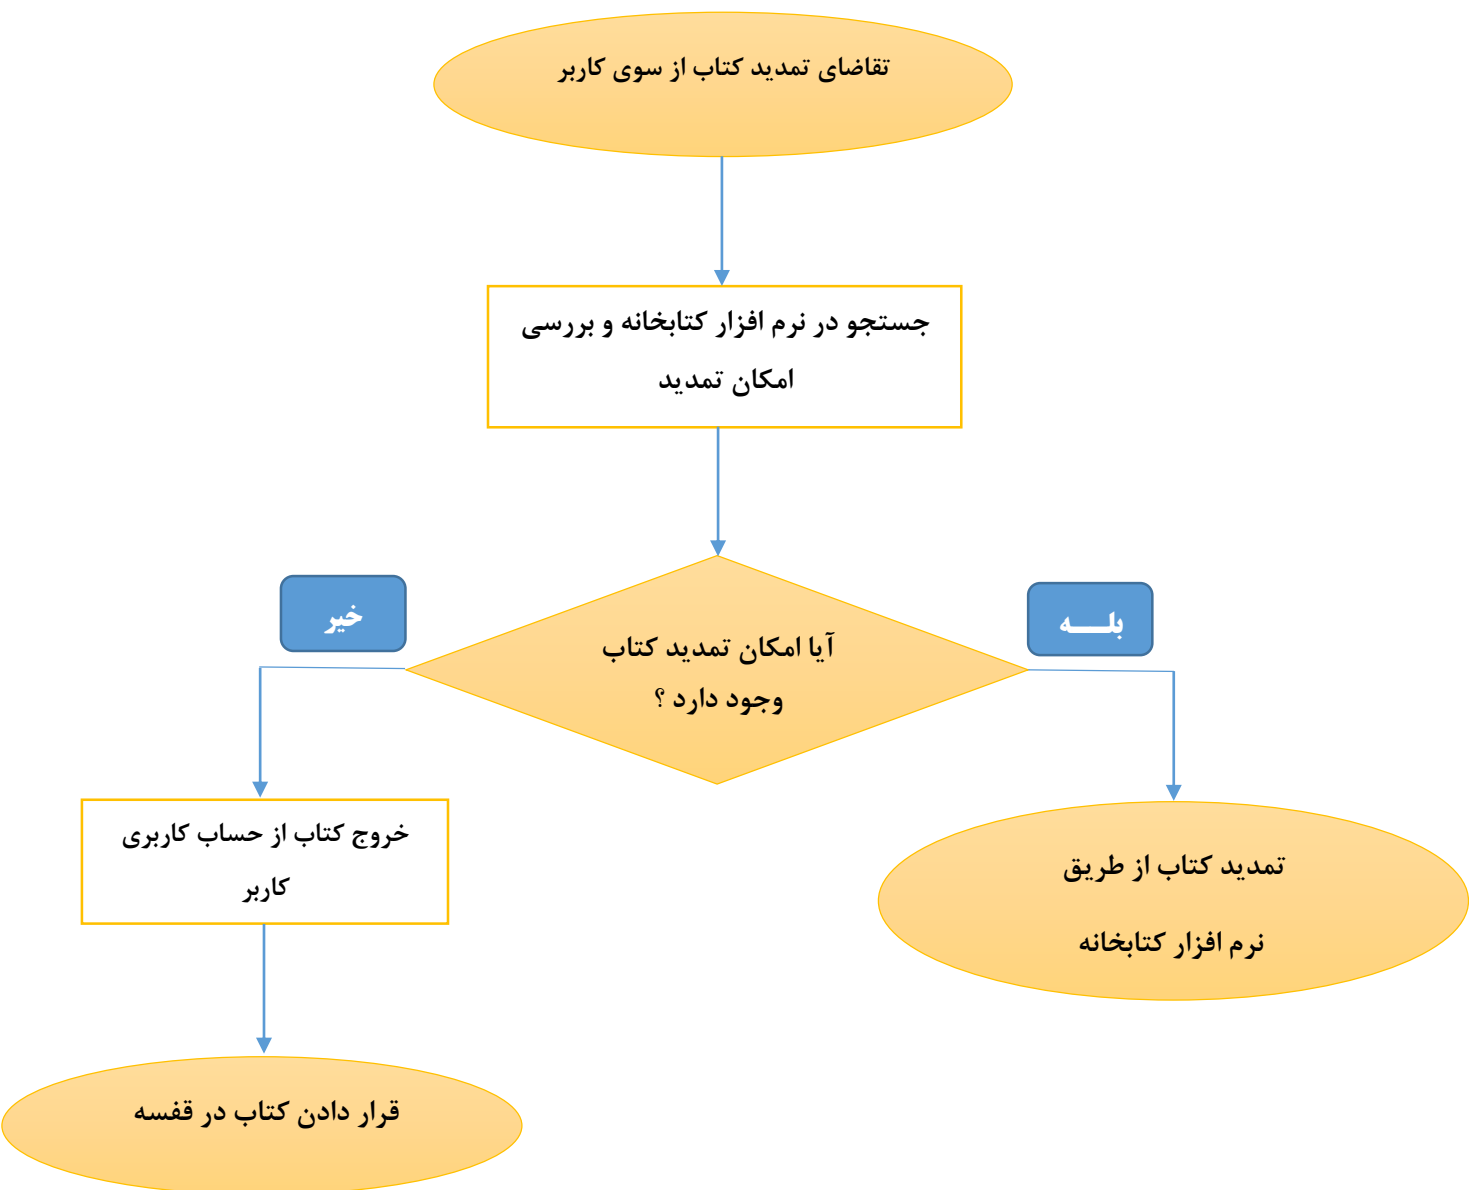 تقاضای تمدید کتاب از سوی کاربر
جستجو در نرم افزار کتابخانه و بررسی
امکان تمدید
آیا امکان تمدید کتاب
وجود دارد ؟
بلـــه
خیر
تمدید کتاب از طریق
نرم افزار کتابخانه
خروج کتاب از حساب کاربری
کاربر
قرار دادن کتاب در قفسه